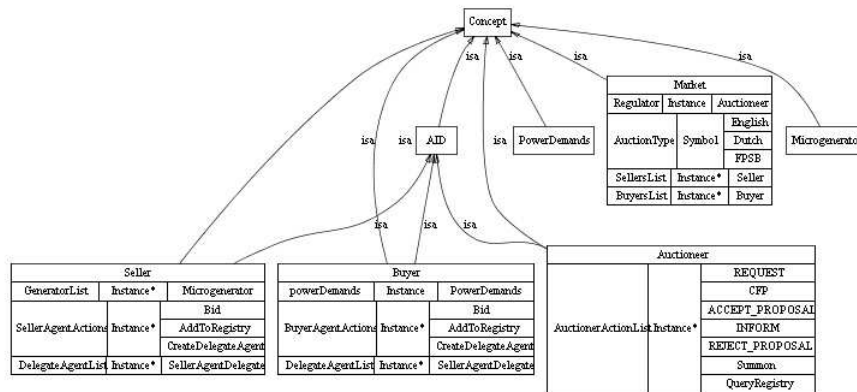 Concept
isa
isa
isa
isa
isa
Market
Regulator Instance Auctioneer
AuctionType Symbol English
Dutch
FPSB
SellersList Instance* Seller
BuyersList Instance* Buyer
AID
PowerDemands
Microgenerator
isa
isa
isa
isa
isa
isa
Seller
GeneratorList Instance* Microgenerator
SellerAgentActions Instance* Bid
AddToRegistry
CreateDelegateAgent
DelegateAgentList Instance* SellerAgentDelegate
Buyer
powerDemands Instance PowerDemands
BuyerAgentActions Instance* Bid
AddToRegistry
CreateDelegateAgent
DelegateAgentList Instance* SellerAgentDelegate
Auctioneer
AuctionerActionList Instance* REQUEST
CFP
ACCEPT_PROPOSAL
INFORM
REJECT_PROPOSAL
Summon
QueryRegistry